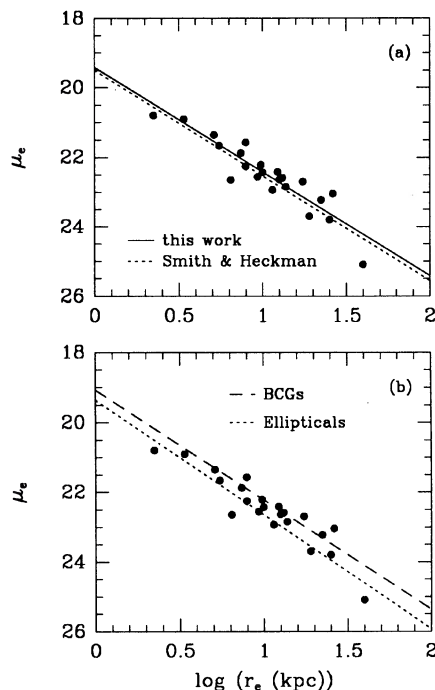 18
(a)
20
μe
22
24
this work
Smith & Heckman
26
0 0.5 1 1.5 2
18
BCGs (b)
20
Ellipticals
μe
22
24
26
0 0.5 1 1.5 2
log (re (kpc))